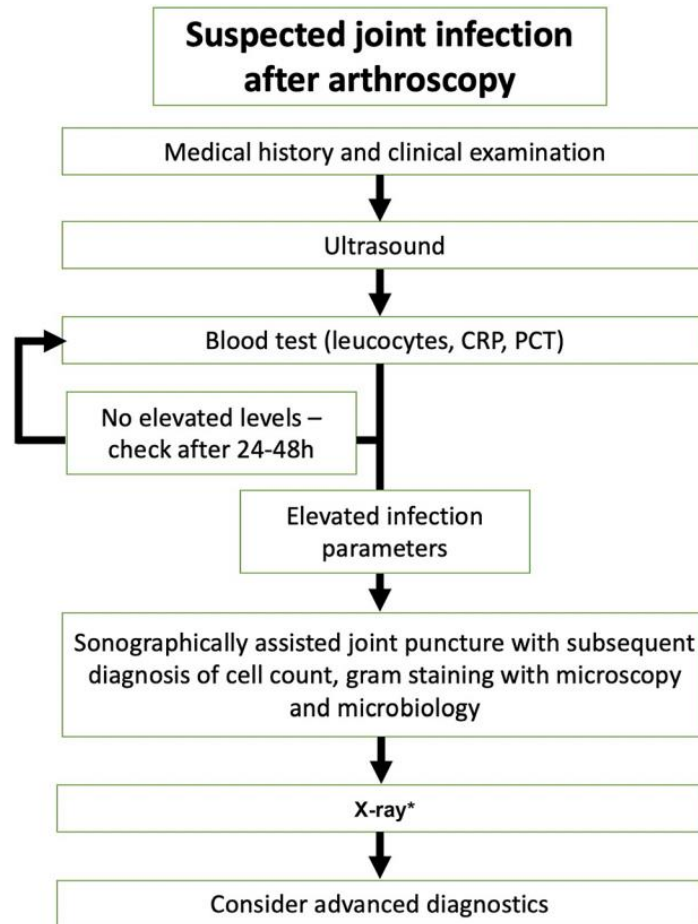 Suspected joint infection
after arthroscopy
Medical history and clinical examination
Ultrasound
Blood test (leucocytes, CRP, PCT)
No elevated levels –
check after 24-48h
Elevated infection
parameters
Sonographically assisted joint puncture with subsequent
diagnosis of cell count, gram staining with microscopy
and microbiology
X-ray*
Consider advanced diagnostics